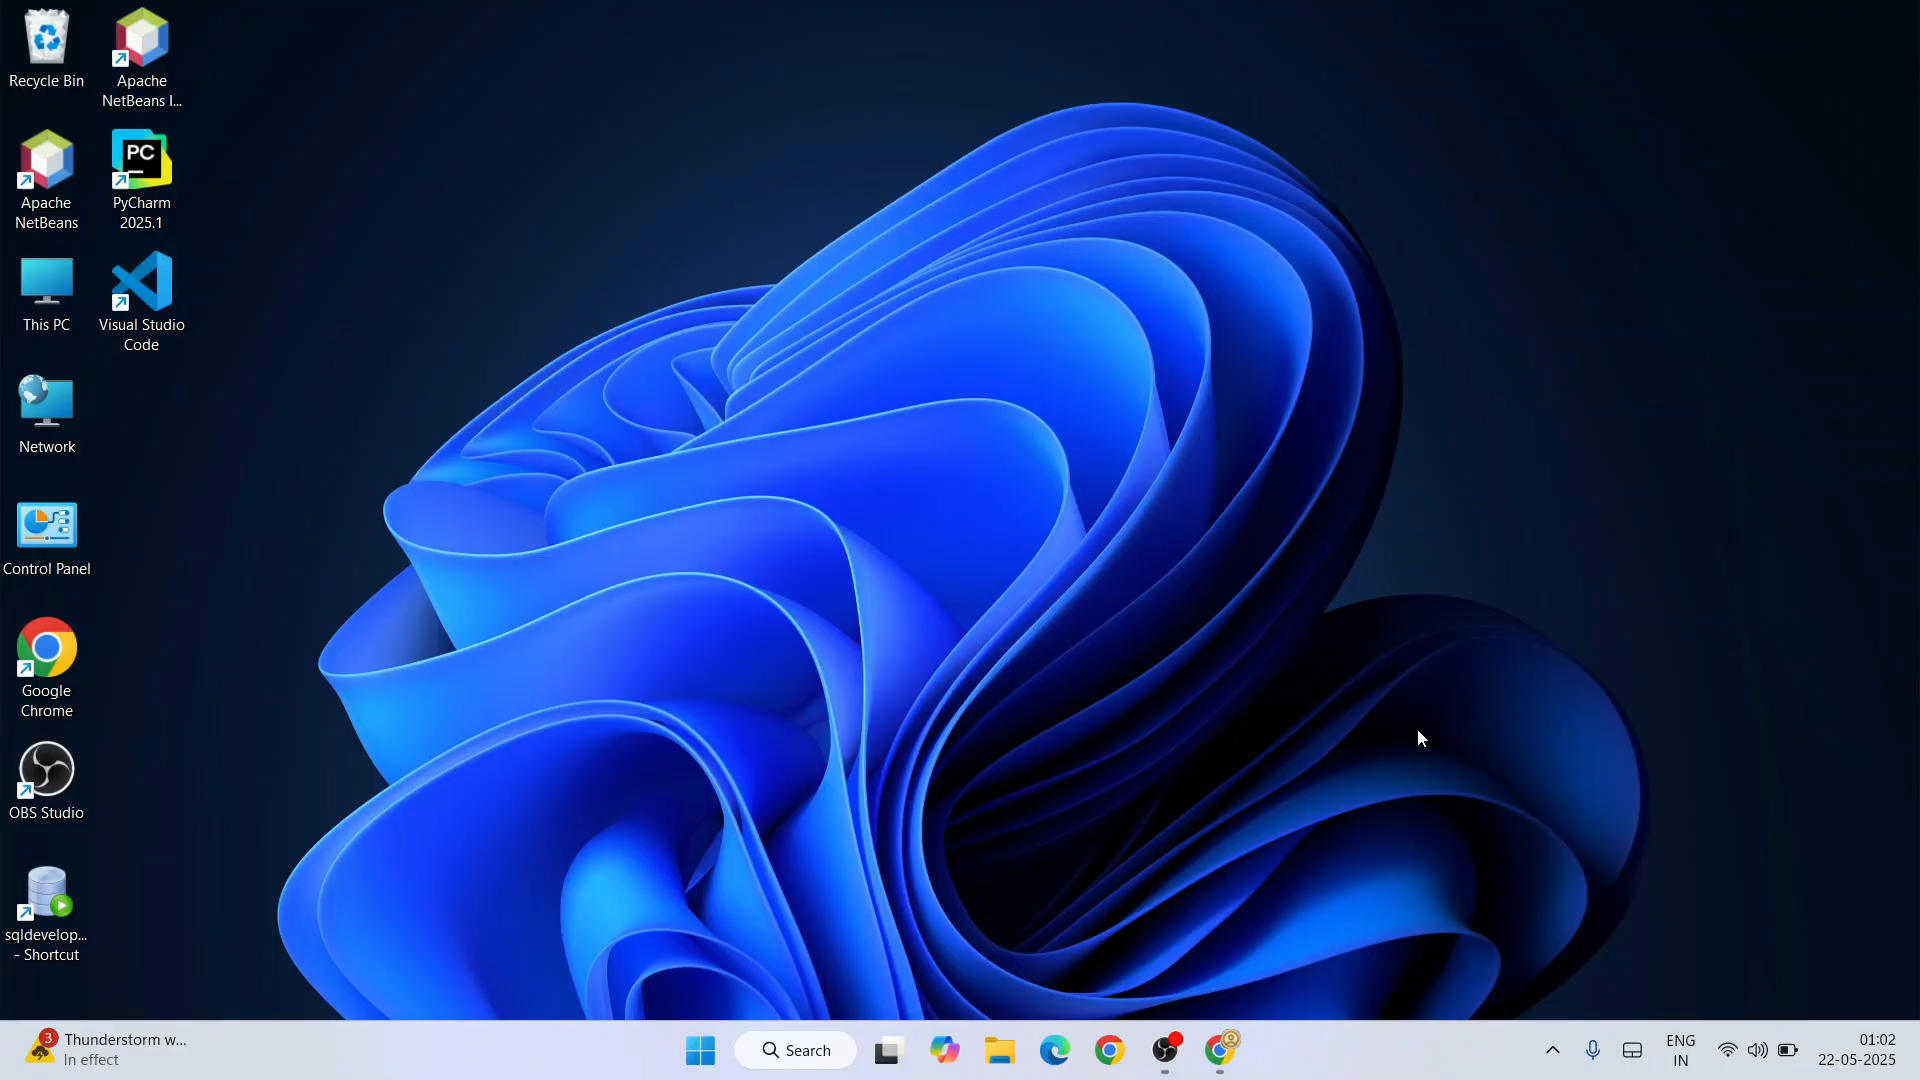 Recycle Bin
Apache
NetBeans I...
Apache
NetBeans
PC
PyCharm
2025.1
This PC
Visual Studio
Code
Network
Control Panel
Google
Chrome
OBS Studio
sqldevelop...
- Shortcut
3
Thunderstorm w...
In effect
Search
ENG
IN
01:02
22-05-2025